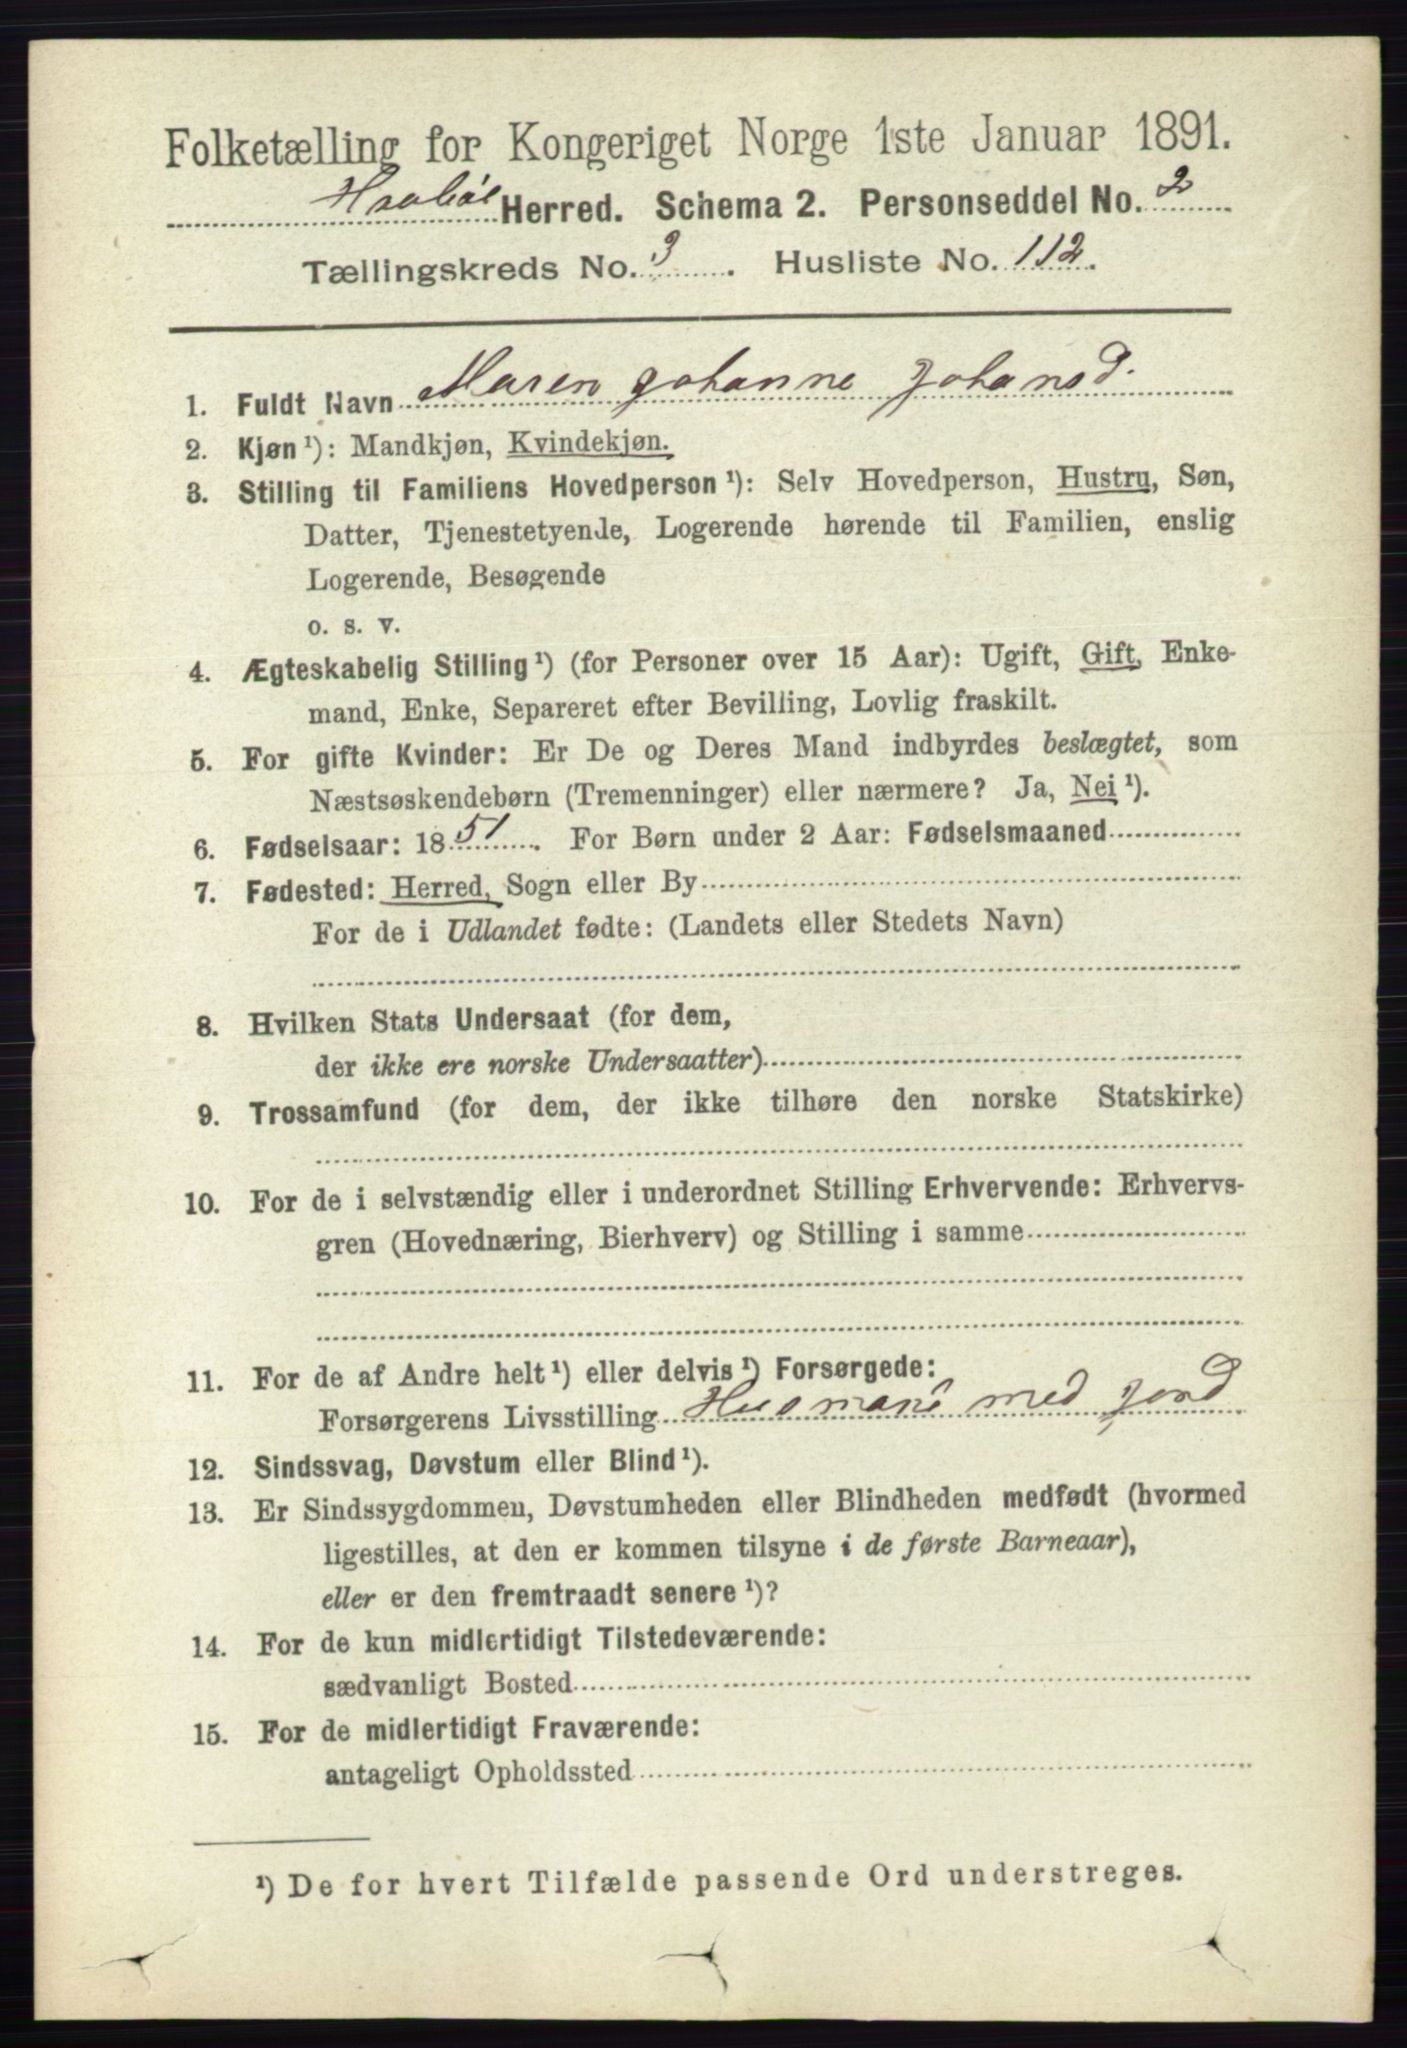 Folketælling for Kongeriget Norge 1ste Januar 1891.
Hrabøl Herred. Schema 2. Personseddel No. 2
Tællingskreds No. 3. Husliste No. 112.
1. Fuldt Navn Maren Johanne Johansd.
2. Kjøn ¹): Mandkjøn, Kvindekjøn.
3. Stilling til Familiens Hovedperson ¹): Selv Hovedperson, Hustru, Søn,
Datter, Tjenestetyende, Logerende hørende til Familien, enslig
Logerende, Besøgende
o. s. v.
4. Ægteskabelig Stilling ¹) (for Personer over 15 Aar): Ugift, Gift, Enke-
mand, Enke, Separeret efter Bevilling, Lovlig fraskilt.
5. For gifte Kvinder: Er De og Deres Mand indbyrdes beslægtet, som
Næstsøskendebørn (Tremenninger) eller nærmere? Ja, Nei ¹).
6. Fødselsaar: 1851. For Børn under 2 Aar: Fødselsmaaned
7. Fødested: Herred, Sogn eller By
For de i Udlandet fødte: (Landets eller Stedets Navn)
8. Hvilken Stats Undersaat (for dem,
der ikke ere norske Undersaatter)
9. Trossamfund (for dem, der ikke tilhøre den norske Statskirke)
10. For de i selvstændig eller i underordnet Stilling Erhvervende: Erhvervs-
gren (Hovednæring, Bierhverv) og Stilling i samme
11. For de af Andre helt ¹) eller delvis ¹) Forsørgede:
Forsørgerens Livsstilling Husmand med Jord
12. Sindssvag, Døvstum eller Blind ¹).
13. Er Sindssygdommen, Døvstumheden eller Blindheden medfødt (hvormed
ligestilles, at den er kommen tilsyne i de første Barneaar),
eller er den fremtraadt senere ¹)?
14. For de kun midlertidigt Tilstedeværende:
sædvanligt Bosted
15. For de midlertidigt Fraværende:
antageligt Opholdssted
¹) De for hvert Tilfælde passende Ord understreges.